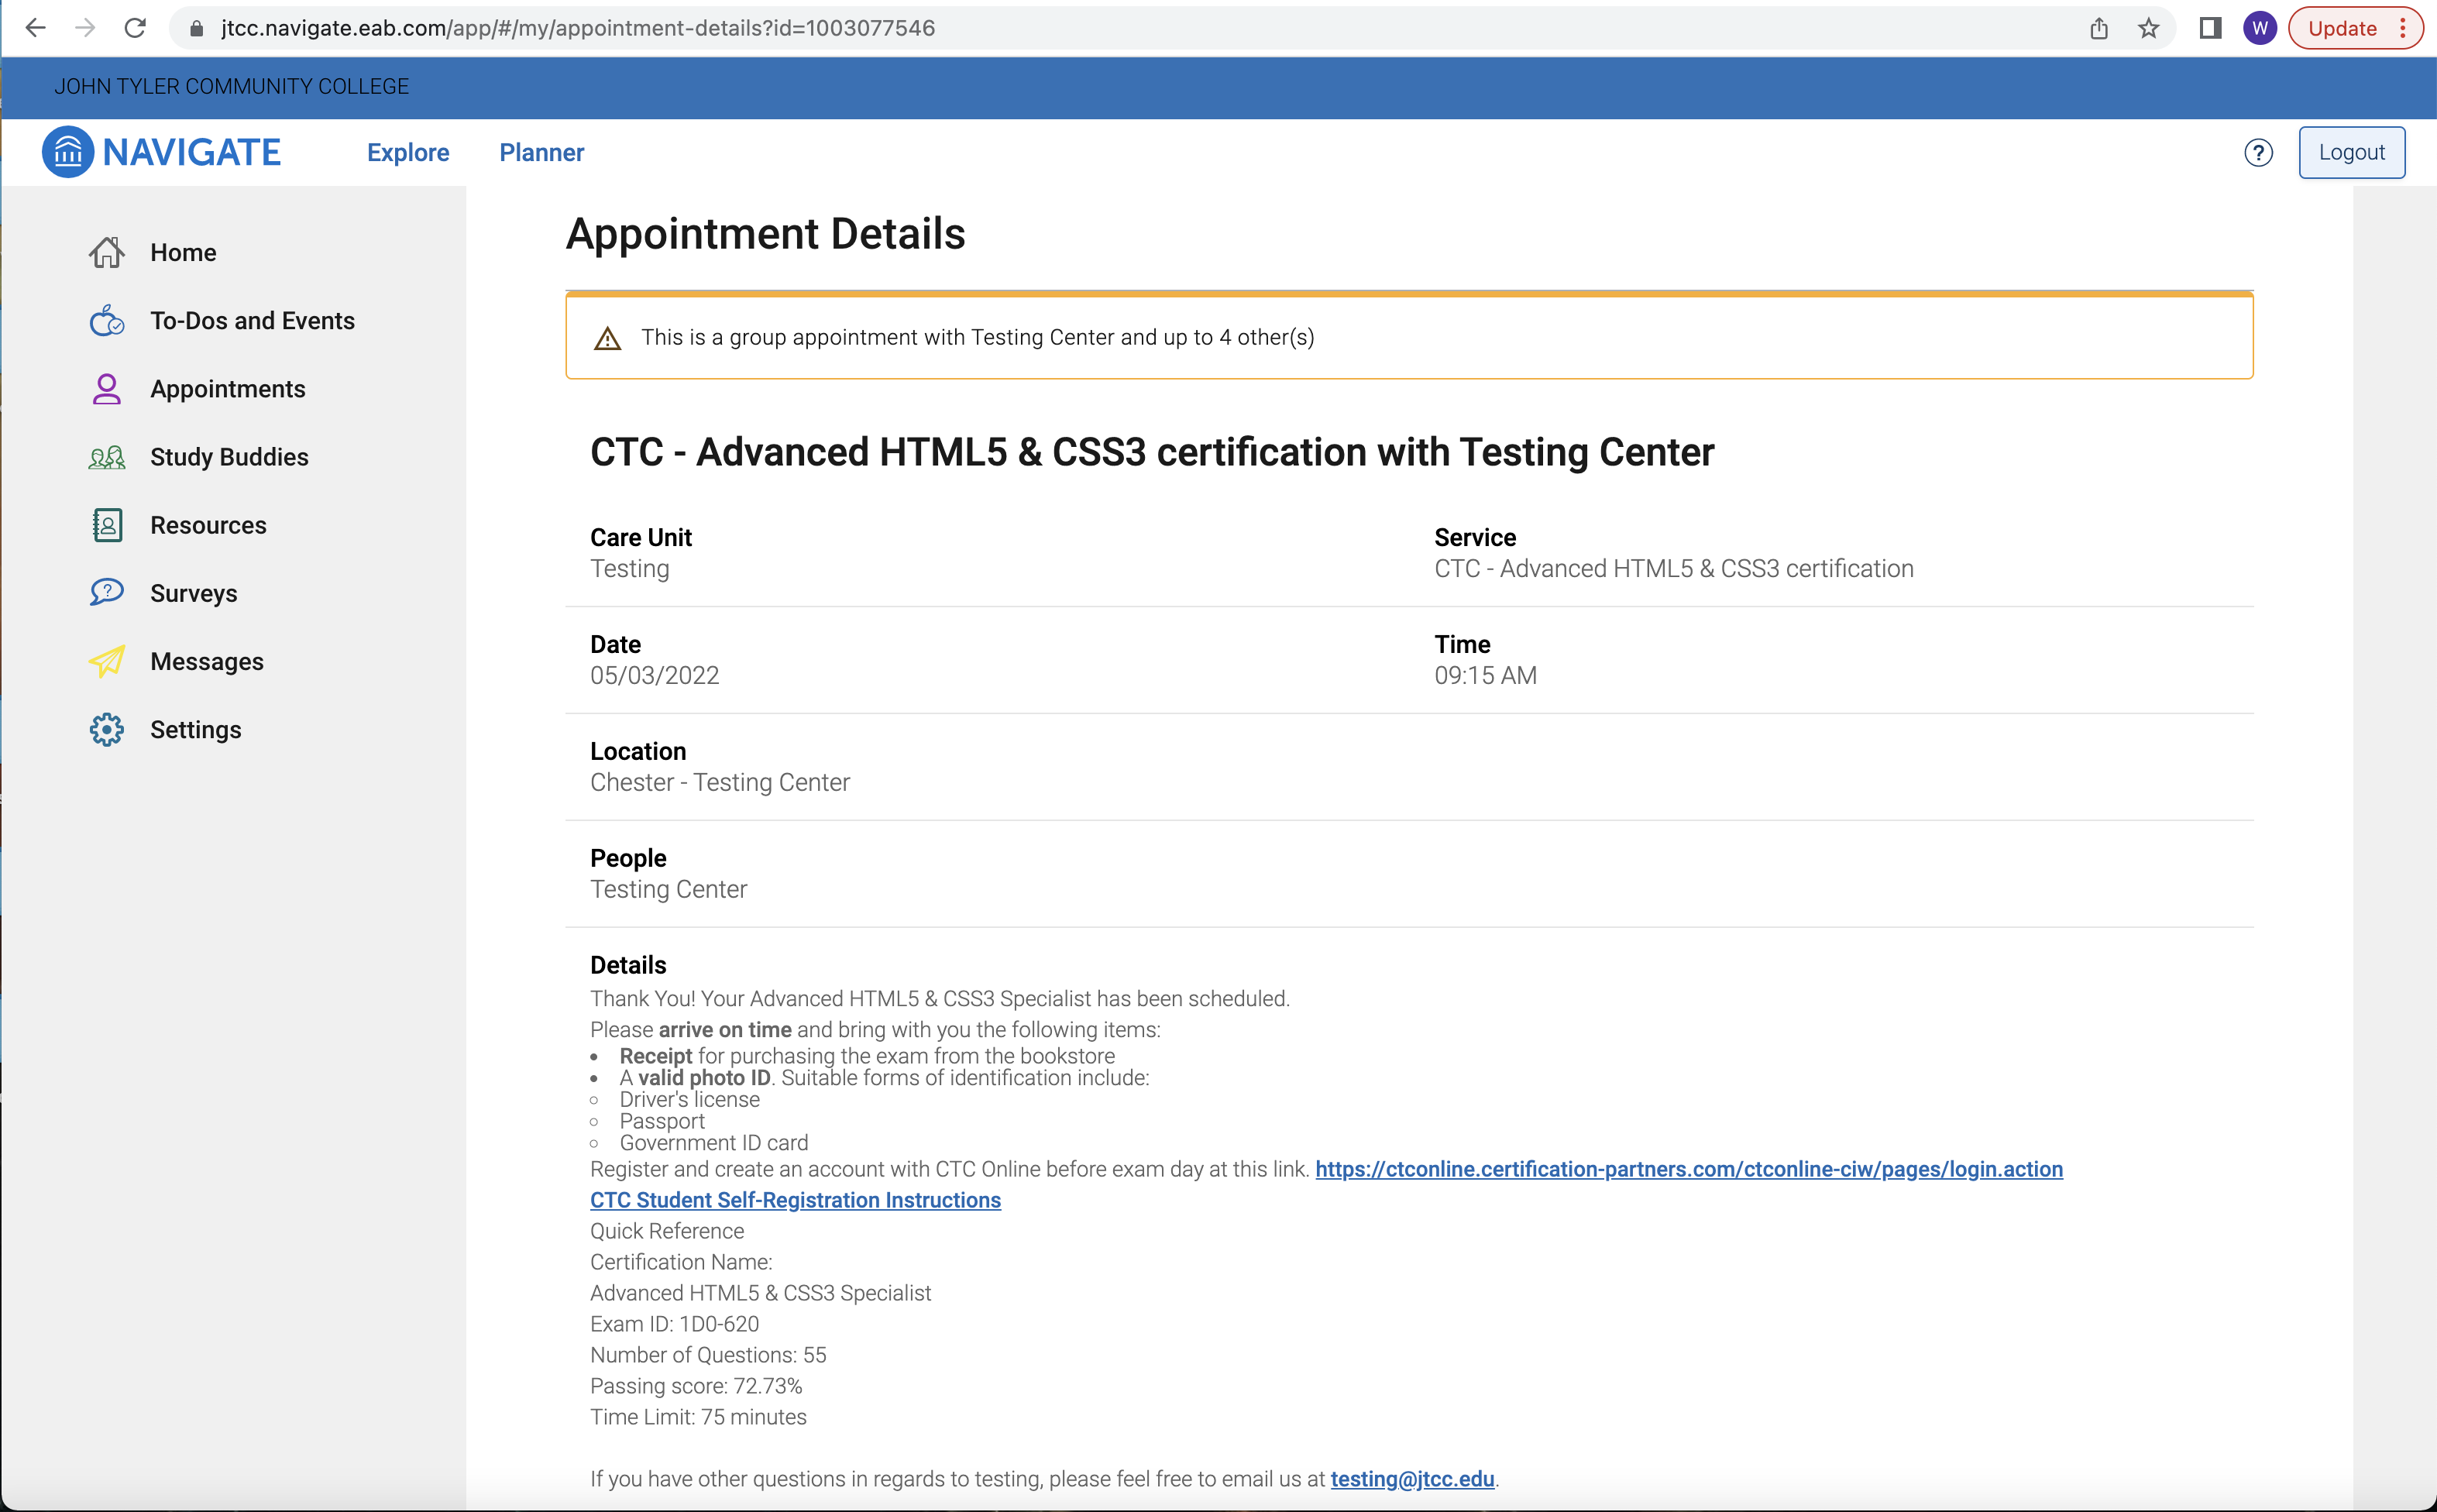 jtcc.navigate.eab.com/app/#/my/appointment-details?id=1003077546
W
Update
JOHN TYLER COMMUNITY COLLEGE
NAVIGATE
Explore
Planner
?
Logout
Home
To-Dos and Events
Appointments
Study Buddies
Resources
Surveys
Messages
Settings
Appointment Details
This is a group appointment with Testing Center and up to 4 other(s)
CTC - Advanced HTML5 & CSS3 certification with Testing Center
Care Unit
Testing
Service
CTC - Advanced HTML5 & CSS3 certification
Date
05/03/2022
Time
09:15 AM
Location
Chester - Testing Center
People
Testing Center
Details
Thank You! Your Advanced HTML5 & CSS3 Specialist has been scheduled.
Please arrive on time and bring with you the following items:
• Receipt for purchasing the exam from the bookstore
• A valid photo ID. Suitable forms of identification include:
○ Driver's license
○ Passport
○ Government ID card
Register and create an account with CTC Online before exam day at this link. https://ctconline.certification-partners.com/ctconline-ciw/pages/login.action
CTC Student Self-Registration Instructions
Quick Reference
Certification Name:
Advanced HTML5 & CSS3 Specialist
Exam ID: 1D0-620
Number of Questions: 55
Passing score: 72.73%
Time Limit: 75 minutes
If you have other questions in regards to testing, please feel free to email us at testing@jtcc.edu.